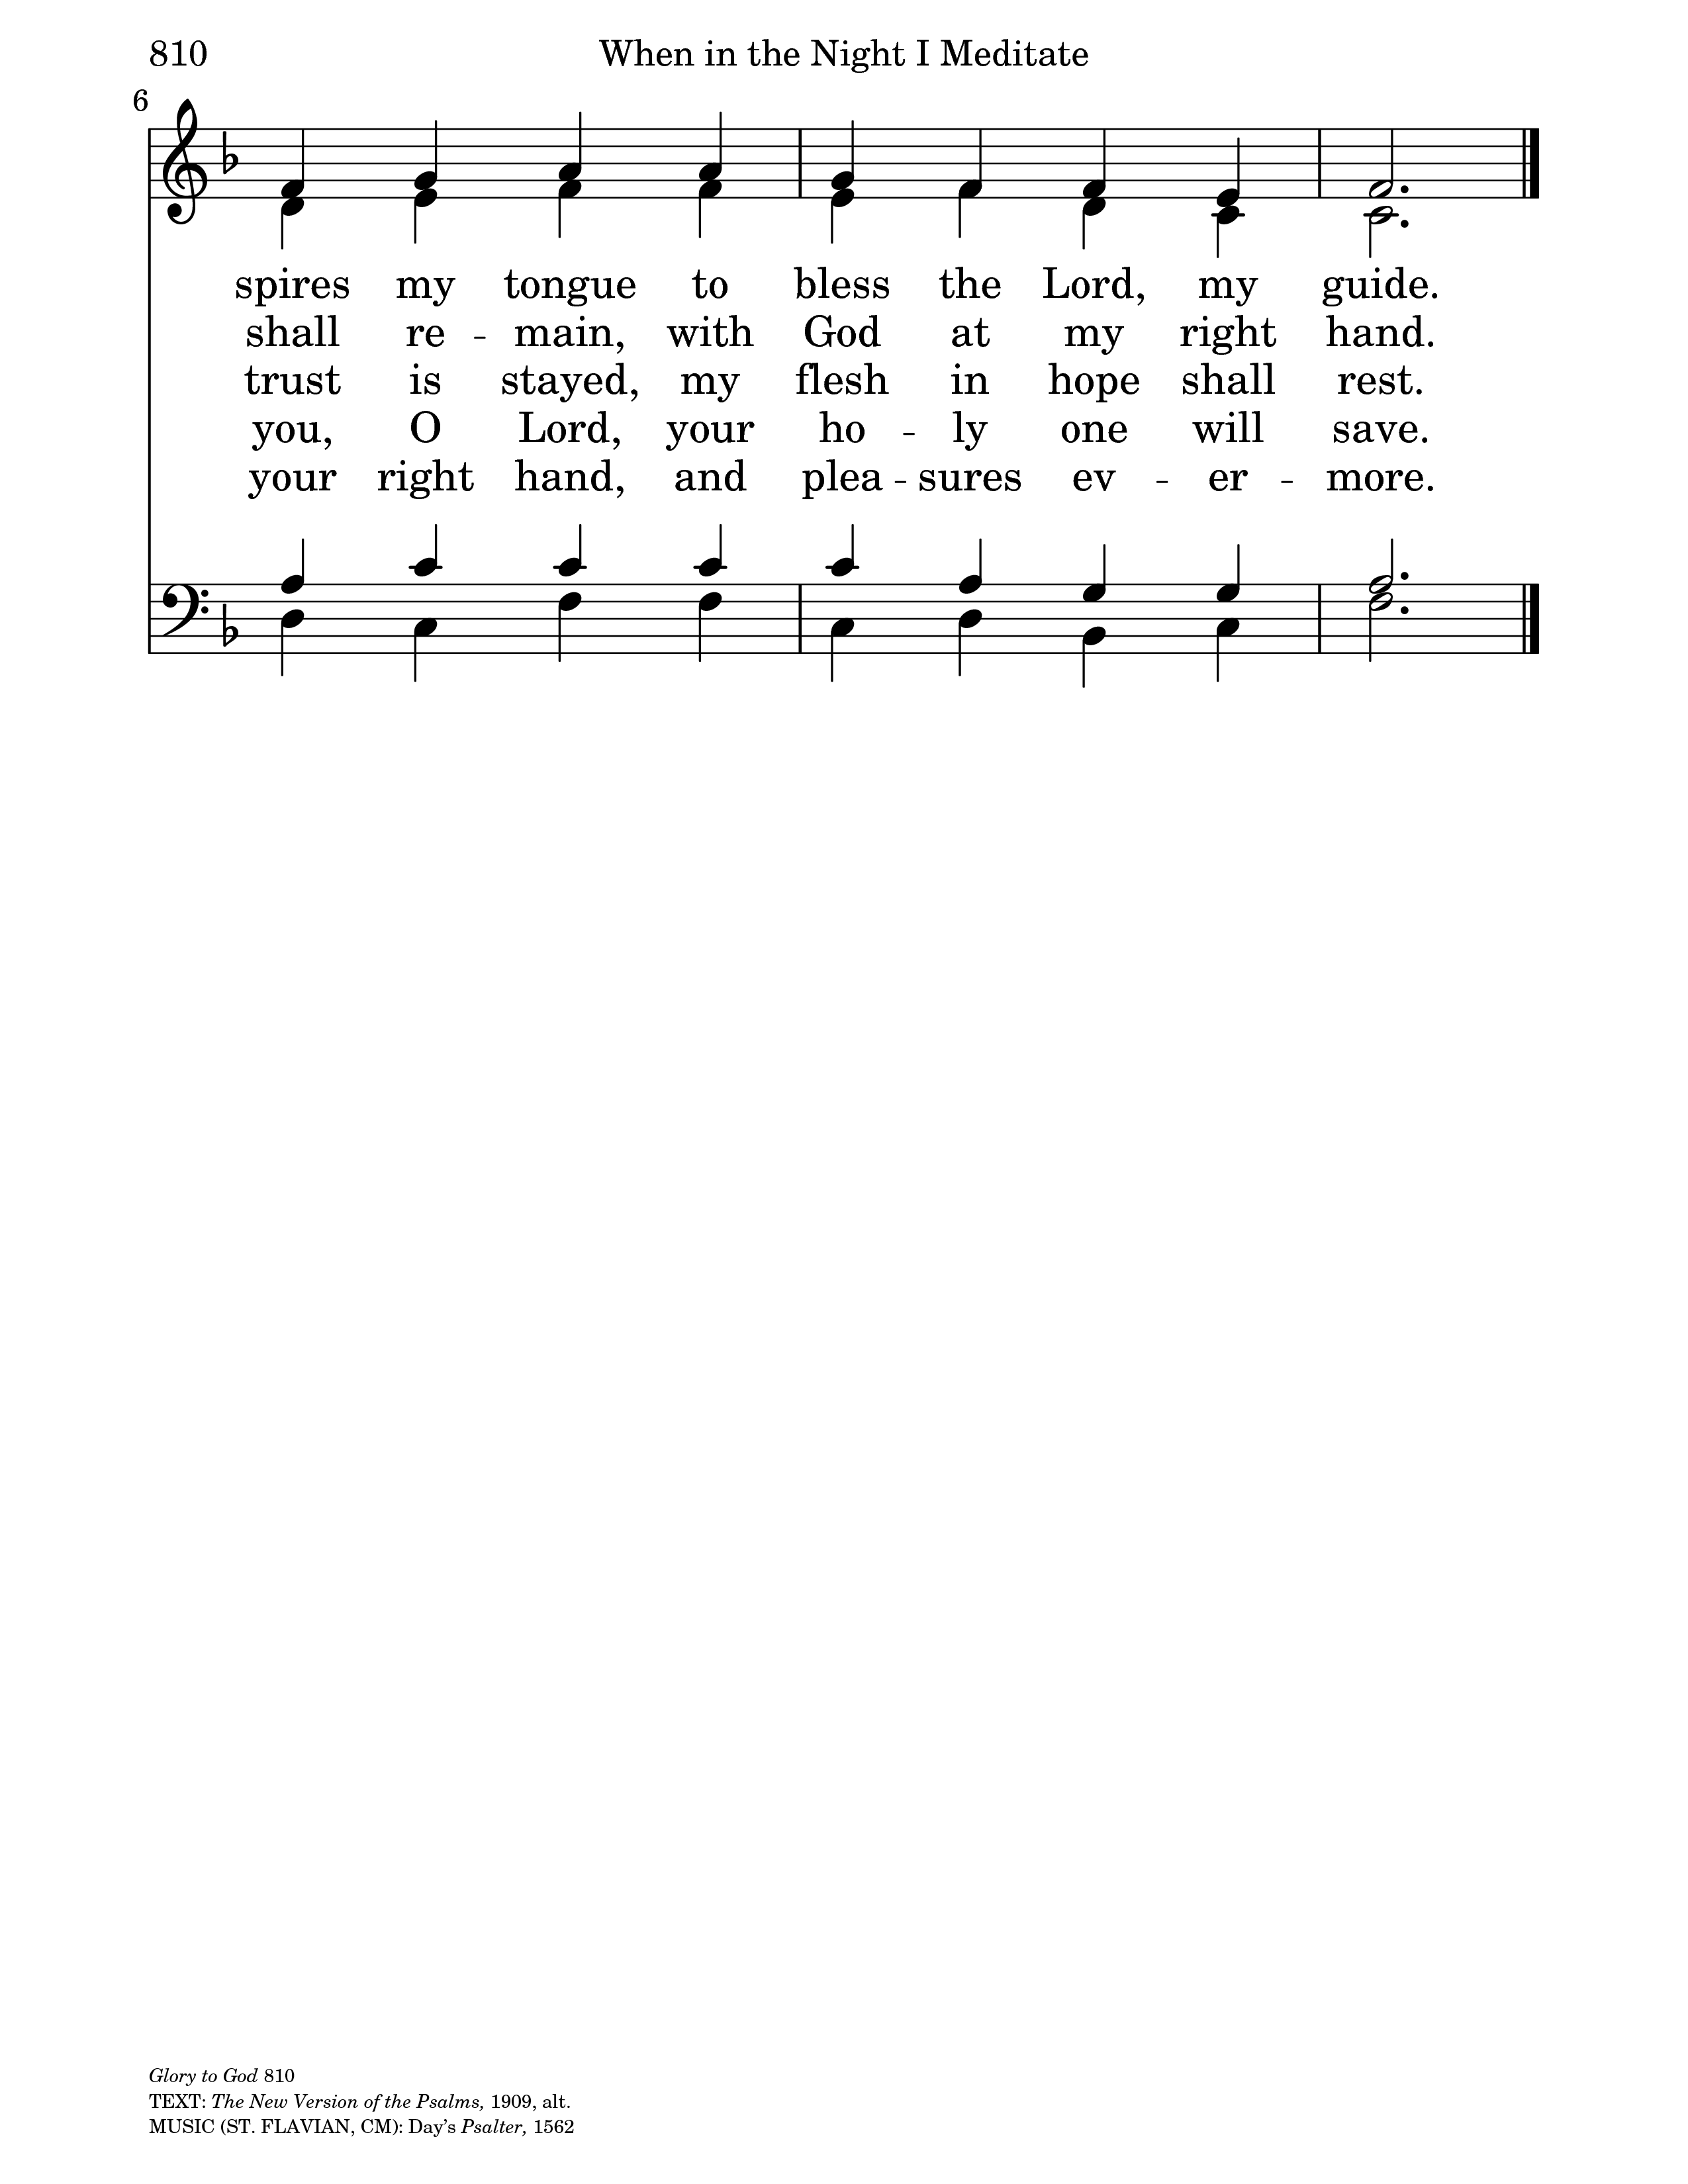 810 When in the Night I Meditate
6
spires my tongue to bless the Lord, my guide.
shall re - main, with God at my right hand.
trust is stayed, my flesh in hope shall rest.
you, O Lord, your ho - ly one will save.
your right hand, and plea - sures ev - er - more.
Glory to God 810
TEXT: The New Version of the Psalms, 1909, alt.
MUSIC (ST. FLAVIAN, CM): Day’s Psalter, 1562